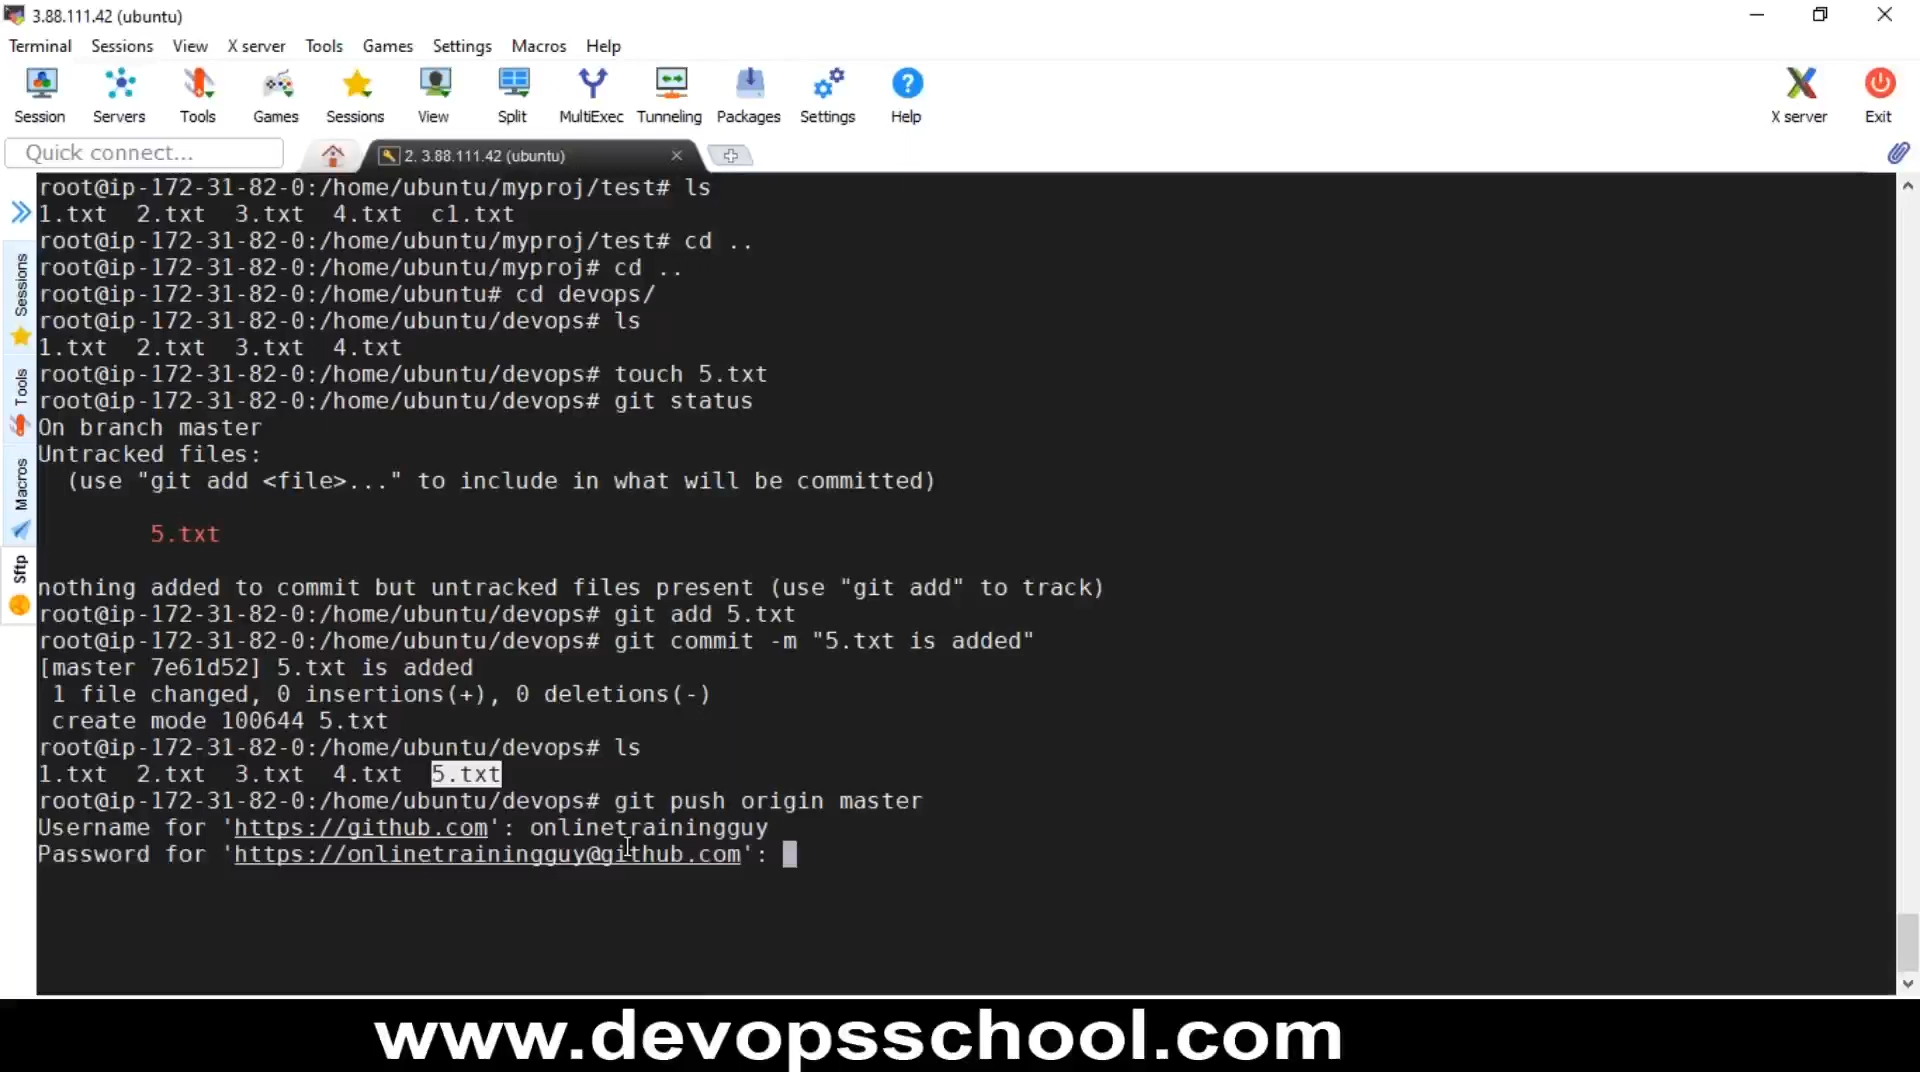 3.88.111.42 (ubuntu)
Terminal Sessions View X server Tools Games Settings Macros Help
Session Servers Tools Games Sessions View Split MultiExec Tunneling Packages Settings Help X server Exit
Quick connect... 2. 3.88.111.42 (ubuntu)
Sessions
Tools
Macros
Sftp
root@ip-172-31-82-0:/home/ubuntu/myproj/test# ls
1.txt 2.txt 3.txt 4.txt c1.txt
root@ip-172-31-82-0:/home/ubuntu/myproj/test# cd ..
root@ip-172-31-82-0:/home/ubuntu/myproj# cd ..
root@ip-172-31-82-0:/home/ubuntu# cd devops/
root@ip-172-31-82-0:/home/ubuntu/devops# ls
1.txt 2.txt 3.txt 4.txt
root@ip-172-31-82-0:/home/ubuntu/devops# touch 5.txt
root@ip-172-31-82-0:/home/ubuntu/devops# git status
On branch master
Untracked files:
(use "git add <file>..." to include in what will be committed)
5.txt
nothing added to commit but untracked files present (use "git add" to track)
root@ip-172-31-82-0:/home/ubuntu/devops# git add 5.txt
root@ip-172-31-82-0:/home/ubuntu/devops# git commit -m "5.txt is added"
[master 7e61d52] 5.txt is added
1 file changed, 0 insertions(+), 0 deletions(-)
create mode 100644 5.txt
root@ip-172-31-82-0:/home/ubuntu/devops# ls
1.txt 2.txt 3.txt 4.txt 5.txt
root@ip-172-31-82-0:/home/ubuntu/devops# git push origin master
Username for 'https://github.com': onlinetrainingguy
Password for 'https://onlinetrainingguy@github.com':
www.devopsschool.com